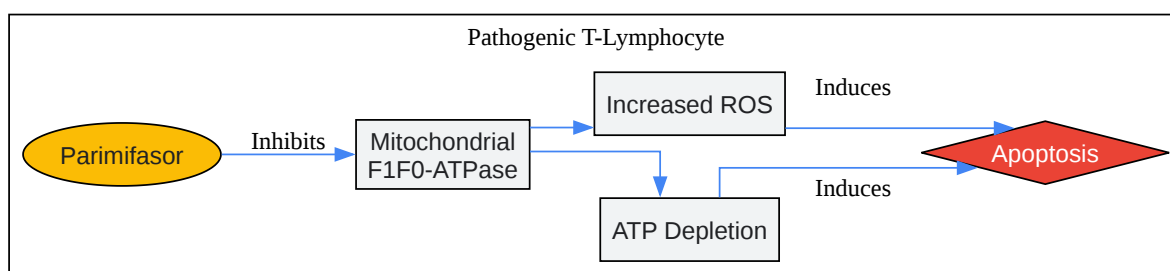 Pathogenic T-Lymphocyte
Parimifasor
Inhibits
Mitochondrial
F1F0-ATPase
Increased ROS
Induces
ATP Depletion
Induces
Apoptosis